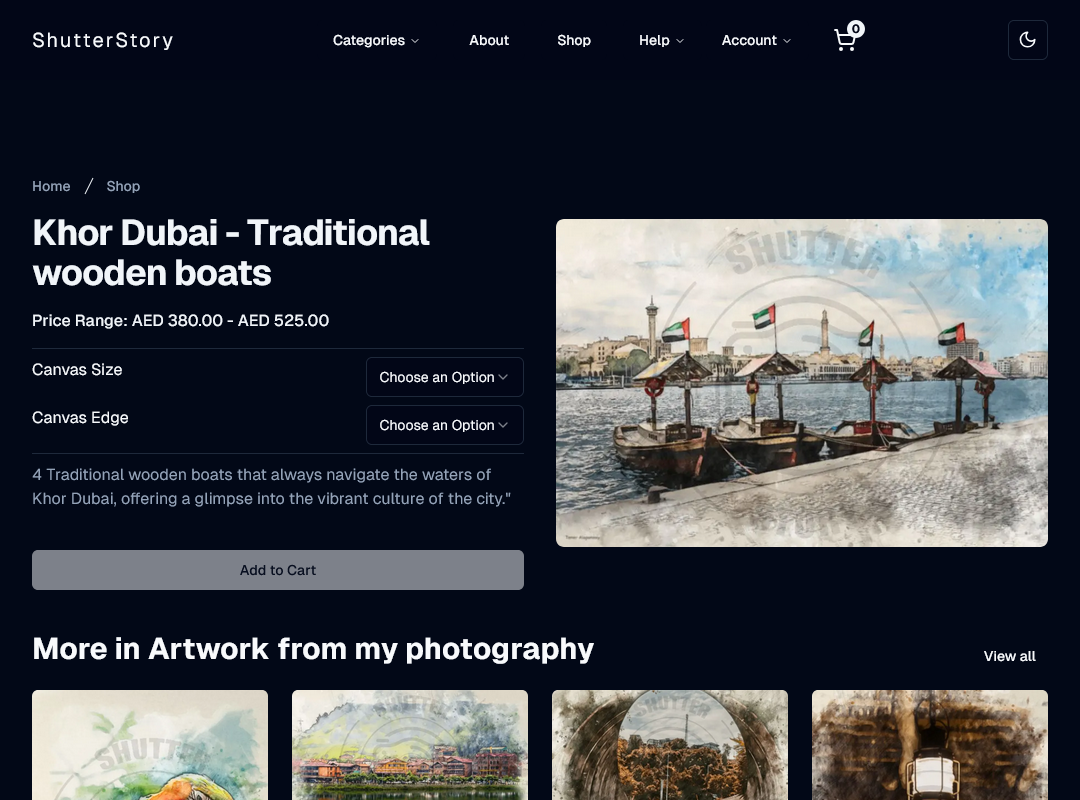 ShutterStory
Categories
About
Shop
Help
Account
0
Home / Shop
Khor Dubai - Traditional
wooden boats
Price Range: AED 380.00 - AED 525.00
Canvas Size
Choose an Option
Canvas Edge
Choose an Option
4 Traditional wooden boats that always navigate the waters of
Khor Dubai, offering a glimpse into the vibrant culture of the city."
Add to Cart
SHUTTER
More in Artwork from my photography
View all
SHUTTER
SHUTTER
SHUTTER